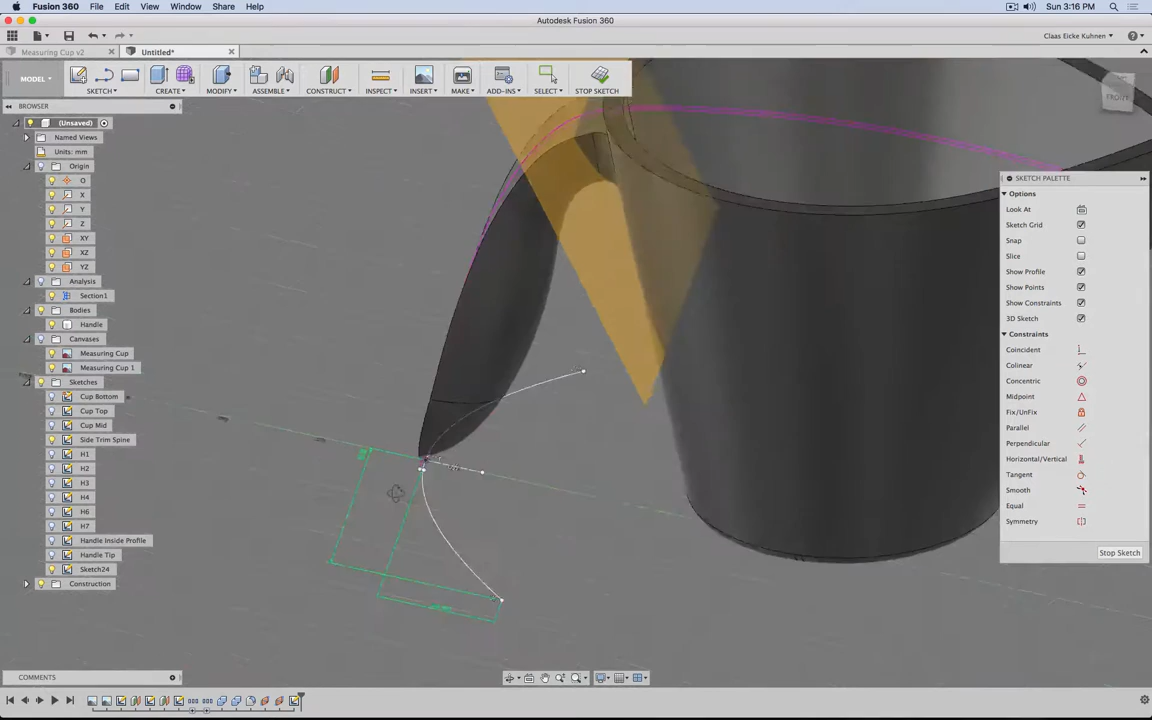 Fusion 360 File Edit View Window Share Help Sun 3:16 PM
Autodesk Fusion 360
Claas Eicke Kuhnen
Measuring Cup v2 Untitled*
MODEL SKETCH CREATE MODIFY ASSEMBLE CONSTRUCT INSPECT INSERT MAKE ADD-INS SELECT STOP SKETCH
BROWSER
(Unsaved)
Named Views
Units: mm
Origin
O
X
Y
Z
XY
XZ
YZ
Analysis
Section1
Bodies
Handle
Canvases
Measuring Cup
Measuring Cup 1
Sketches
Cup Bottom
Cup Top
Cup Mid
Side Trim Spine
H1
H2
H3
H4
H6
H7
Handle Inside Profile
Handle Tip
Sketch24
Construction
FRONT
SKETCH PALETTE
Options
Look At
Sketch Grid
Snap
Slice
Show Profile
Show Points
Show Constraints
3D Sketch
Constraints
Coincident
Colinear
Concentric
Midpoint
Fix/UnFix
Parallel
Perpendicular
Horizontal/Vertical
Tangent
Smooth
Equal
Symmetry
Stop Sketch
COMMENTS